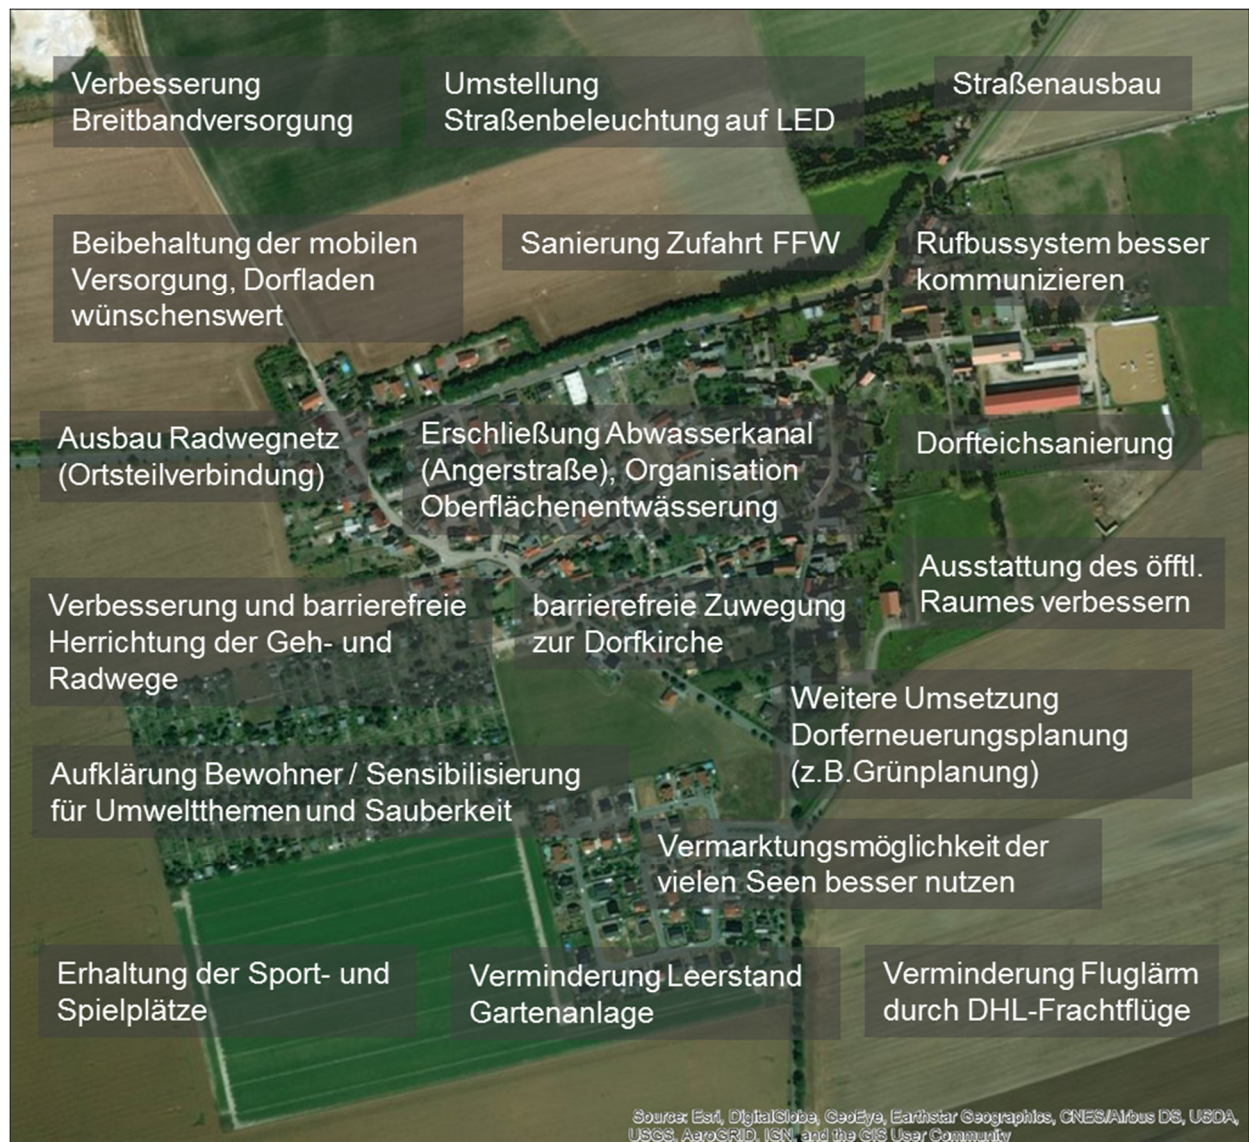 Verbesserung
Breitbandversorgung
Umstellung
Straßenbeleuchtung auf LED
Straßenausbau
Beibehaltung der mobilen
Versorgung, Dorfladen
wünschenswert
Sanierung Zufahrt FFW
Rufbussystem besser
kommunizieren
Ausbau Radwegnetz
(Ortsteilverbindung)
Erschließung Abwasserkanal
(Angerstraße), Organisation
Oberflächenentwässerung
Dorfteichsanierung
Ausstattung des öfftl.
Raumes verbessern
Verbesserung und barrierefreie
Herrichtung der Geh- und
Radwege
barrierefreie Zuwegung
zur Dorfkirche
Weitere Umsetzung
Dorferneuerungsplanung
(z.B.Grünplanung)
Aufklärung Bewohner / Sensibilisierung
für Umweltthemen und Sauberkeit
Vermarktungsmöglichkeit der
vielen Seen besser nutzen
Erhaltung der Sport- und
Spielplätze
Verminderung Leerstand
Gartenanlage
Verminderung Fluglärm
durch DHL-Frachtflüge
Source: Esri, DigitalGlobe, GeoEye, Earthstar Geographics, CNES/Airbus DS, USDA,
USGS, AeroGRID, IGN, and the GIS User Community